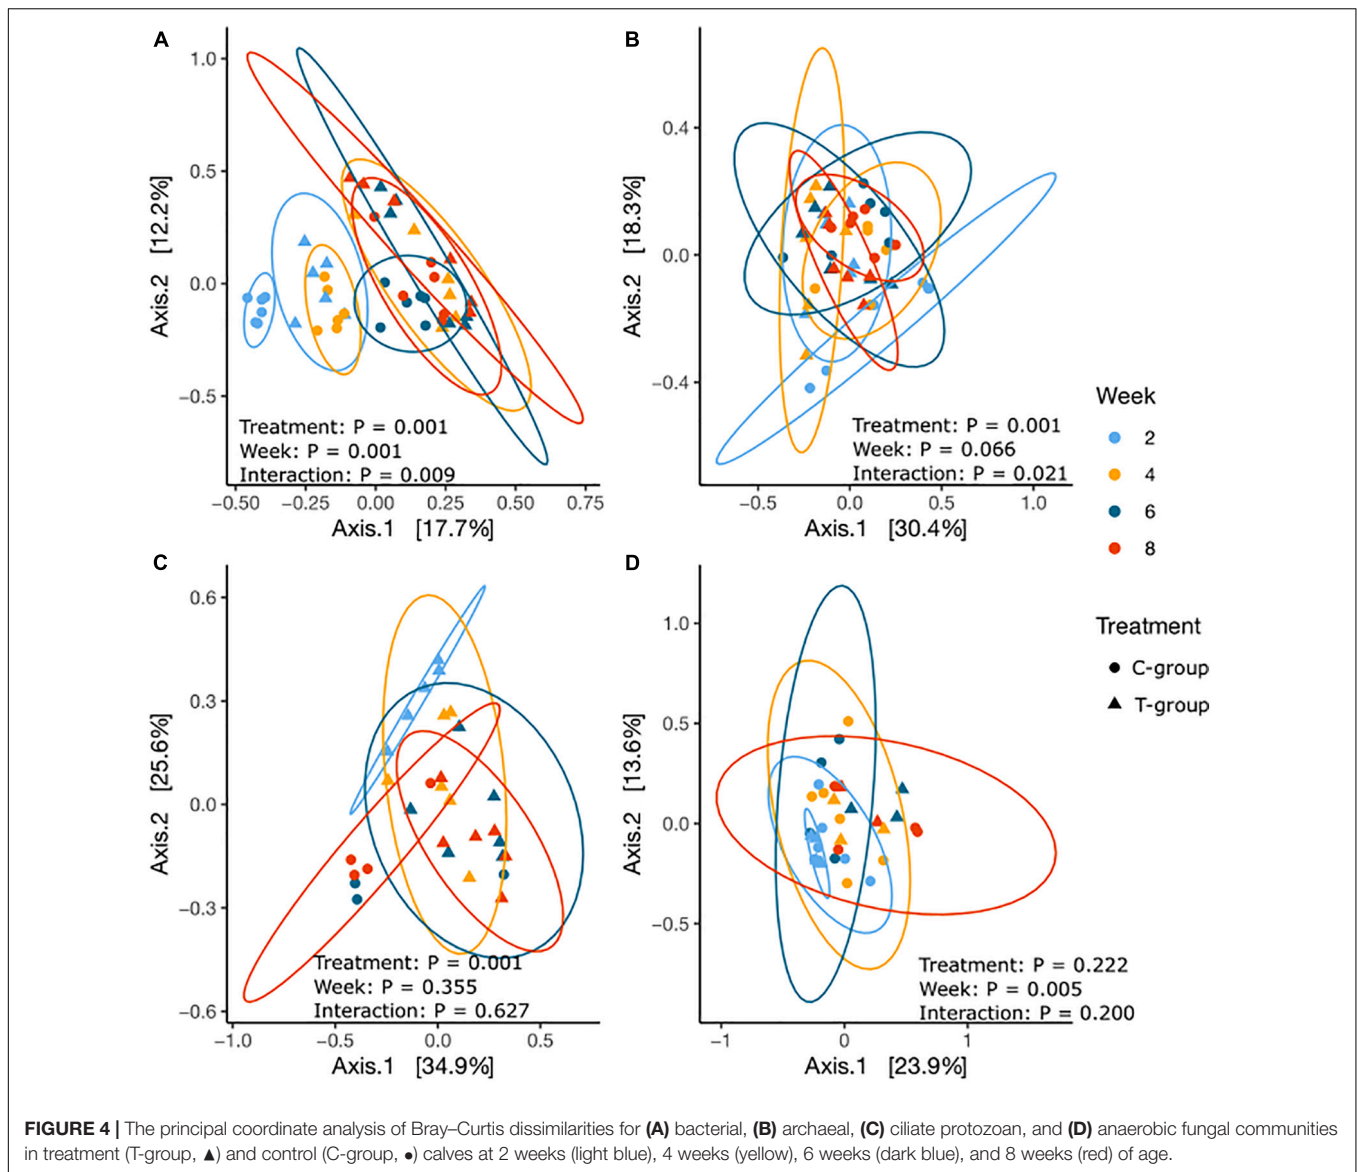 A
1.0
0.5
0.0
−0.5
Axis.2 [12.2%]
Treatment: P = 0.001
Week: P = 0.001
Interaction: P = 0.009
−0.50 −0.25 0.00 0.25 0.50 0.75
Axis.1 [17.7%]
B
0.4
0.0
−0.4
Axis.2 [18.3%]
Treatment: P = 0.001
Week: P = 0.066
Interaction: P = 0.021
−0.5 0.0 0.5 1.0
Axis.1 [30.4%]
C
0.6
0.3
0.0
−0.3
−0.6
Axis.2 [25.6%]
Treatment: P = 0.001
Week: P = 0.355
Interaction: P = 0.627
−1.0 −0.5 0.0 0.5
Axis.1 [34.9%]
D
1.0
0.5
0.0
−0.5
Axis.2 [13.6%]
Treatment: P = 0.222
Week: P = 0.005
Interaction: P = 0.200
−1 0 1
Axis.1 [23.9%]
Week
2
4
6
8
Treatment
C-group
T-group
FIGURE 4 | The principal coordinate analysis of Bray–Curtis dissimilarities for (A) bacterial, (B) archaeal, (C) ciliate protozoan, and (D) anaerobic fungal communities
in treatment (T-group, ▲) and control (C-group, ●) calves at 2 weeks (light blue), 4 weeks (yellow), 6 weeks (dark blue), and 8 weeks (red) of age.